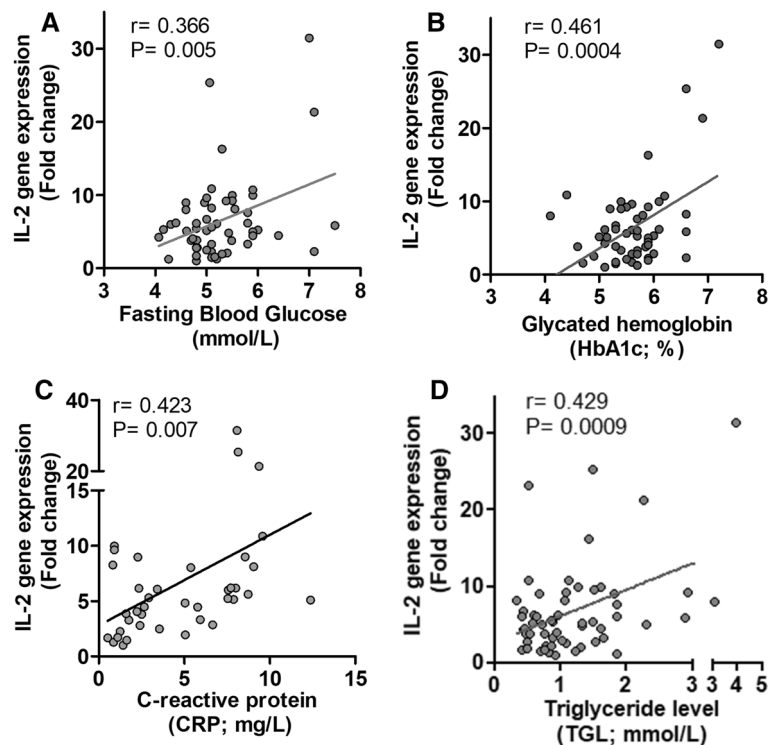 A
r= 0.366
P= 0.005
IL-2 gene expression
(Fold change)
30
20
10
0
3 4 5 6 7 8
Fasting Blood Glucose
(mmol/L)
B
r= 0.461
P= 0.0004
IL-2 gene expression
(Fold change)
30
20
10
0
3 4 5 6 7 8
Glycated hemoglobin
(HbA1c; %)
C
r= 0.423
P= 0.007
IL-2 gene expression
(Fold change)
40
20
15
10
5
0
0 5 10 15
C-reactive protein
(CRP; mg/L)
D
r= 0.429
P= 0.0009
IL-2 gene expression
(Fold change)
30
20
10
0
0 1 2 3 3 4 5
Triglyceride level
(TGL; mmol/L)